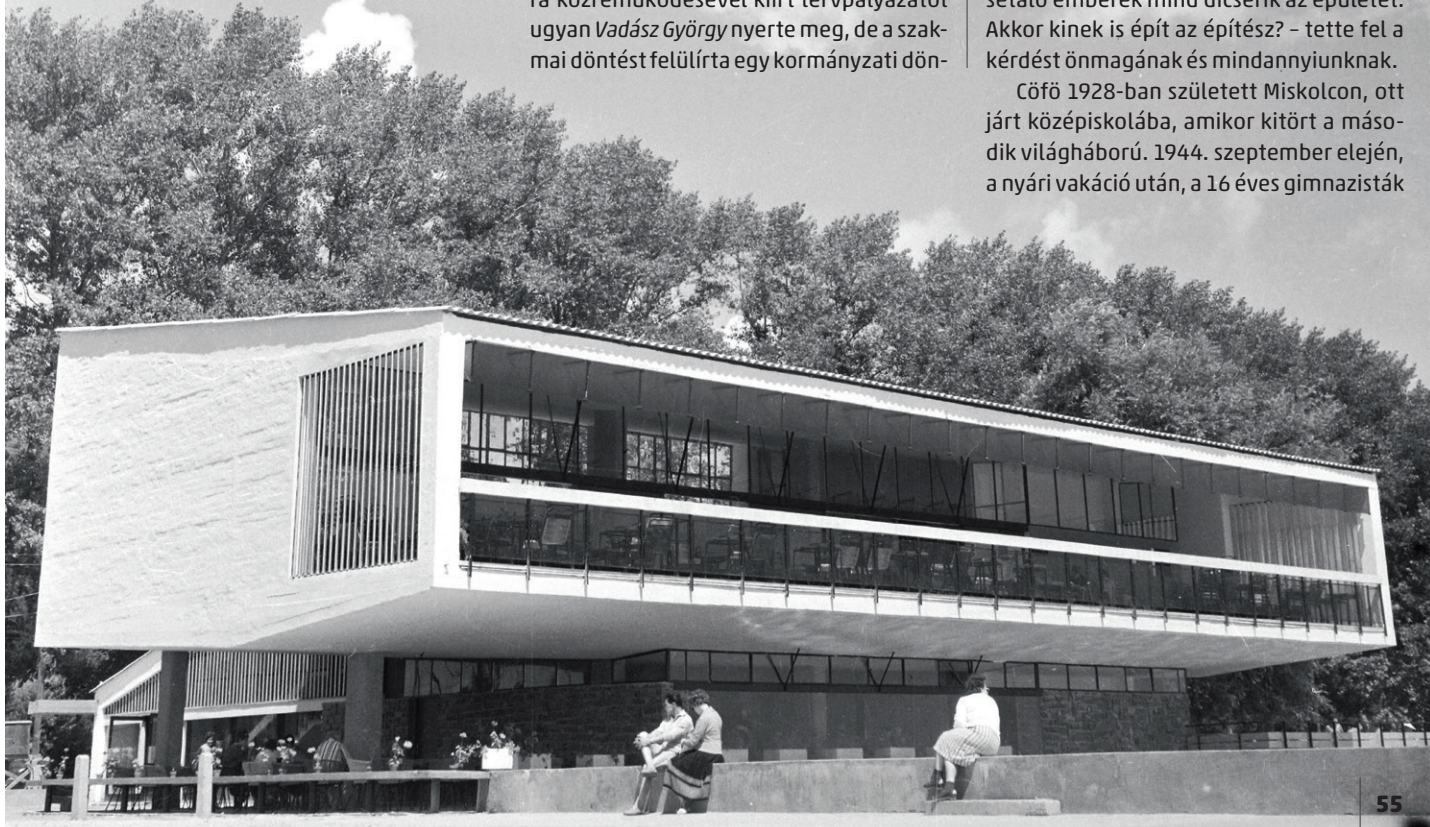 ra közreműködésével kiírt tervpályázatot
ugyan Vadász György nyerte meg, de a szak-
mai döntést felülírta egy kormányzati dön-
sétáló emberek mind dicsérik az épületet.
Akkor kinek is épít az építész? – tette fel a
kérdést önmagának és mindannyiunknak.
Cöfö 1928-ban született Miskolcon, ott
járt középiskolába, amikor kitört a máso-
dik világháború. 1944. szeptember elején,
a nyári vakáció után, a 16 éves gimnazisták
55